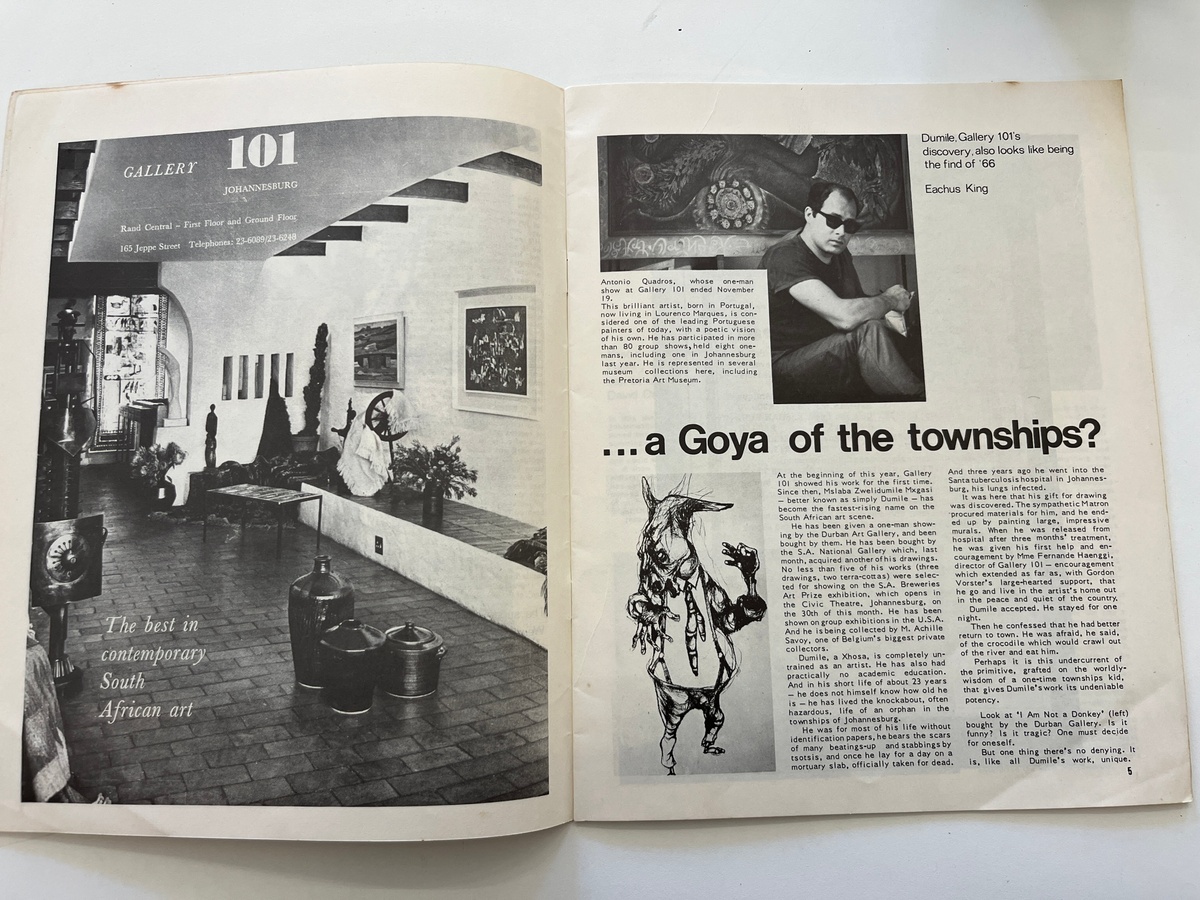 GALLERY 101
JOHANNESBURG
Rand Central – First Floor and Ground Floor
165 Jeppe Street Telephones: 23-6089/23-6248
The best in
contemporary
South
African art
Dumile, Gallery 101's
discovery, also looks like being
the find of '66
Eachus King
Antonio Quadros, whose one-man
show at Gallery 101 ended November
19.
This brilliant artist, born in Portugal,
now living in Lourenco Marques, is con-
sidered one of the leading Portuguese
painters of today, with a poetic vision
of his own. He has participated in more
than 80 group shows, held eight one-
mans, including one in Johannesburg
last year. He is represented in several
museum collections here, including
the Pretoria Art Museum.
...a Goya of the townships?
At the beginning of this year, Gallery
101 showed his work for the first time.
Since then, Mslaba Zwelidumile Mxgasi
– better known as simply Dumile – has
become the fastest-rising name on the
South African art scene.
He has been given a one-man show-
ing by the Durban Art Gallery, and been
bought by them. He has been bought by
the S.A. National Gallery which, last
month, acquired another of his drawings.
No less than five of his works (three
drawings, two terra-cottas) were selec-
ted for showing on the S.A. Breweries
Art Prize exhibition, which opens in
the Civic Theatre, Johannesburg, on
the 30th of this month. He has been
shown on group exhibitions in the U.S.A.
And he is being collected by M. Achille
Savoy, one of Belgium's biggest private
collectors.
Dumile, a Xhosa, is completely un-
trained as an artist. He has also had
practically no academic education.
And in his short life of about 23 years
– he does not himself know how old he
is – he has lived the knockabout, often
hazardous, life of an orphan in the
townships of Johannesburg.
He was for most of his life without
identification papers, he bears the scars
of many beatings-up and stabbings by
tsotsis, and once he lay for a day on a
mortuary slab, officially taken for dead.
And three years ago he went into the
Santa tuberculosis hospital in Johannes-
burg, his lungs infected.
It was here that his gift for drawing
was discovered. The sympathetic Matron
procured materials for him, and he end-
ed up by painting large, impressive
murals. When he was released from
hospital after three months' treatment,
he was given his first help and en-
couragement by Mme Fernande Haenggi,
director of Gallery 101 – encouragement
which extended as far as, with Gordon
Vorster's large-hearted support, that
he go and live in the artist's home out
in the peace and quiet of the country.
Dumile accepted. He stayed for one
night.
Then he confessed that he had better
return to town. He was afraid, he said,
of the crocodile which would crawl out
of the river and eat him.
Perhaps it is this undercurrent of
the primitive, grafted on the worldly-
wisdom of a one-time townships kid,
that gives Dumile's work its undeniable
potency.
Look at 'I Am Not a Donkey' (left)
bought by the Durban Gallery. Is it
funny? Is it tragic? One must decide
for oneself.
But one thing there's no denying. It
is, like all Dumile's work, unique.
5